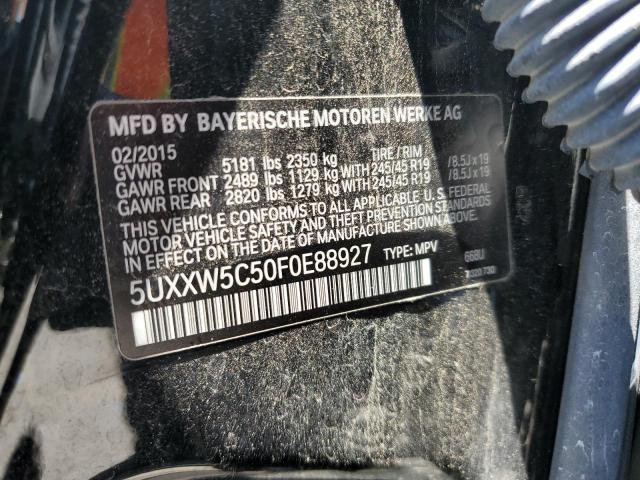 MFD BY BAYERISCHE MOTOREN WERKE AG
02/2015 TIRE / RIM
GVWR 5181 lbs 2350 kg
GAWR FRONT 2489 lbs 1129 kg WITH 245/45 R19 / 8.5J x 19
GAWR REAR 2820 lbs 1279 kg WITH 245/45 R19 / 8.5J x 19
THIS VEHICLE CONFORMS TO ALL APPLICABLE U.S. FEDERAL
MOTOR VEHICLE SAFETY AND THEFT PREVENTION STANDARDS
IN EFFECT ON THE DATE OF MANUFACTURE SHOWN ABOVE.
5UXXW5C50F0E88927 TYPE: MPV 668U